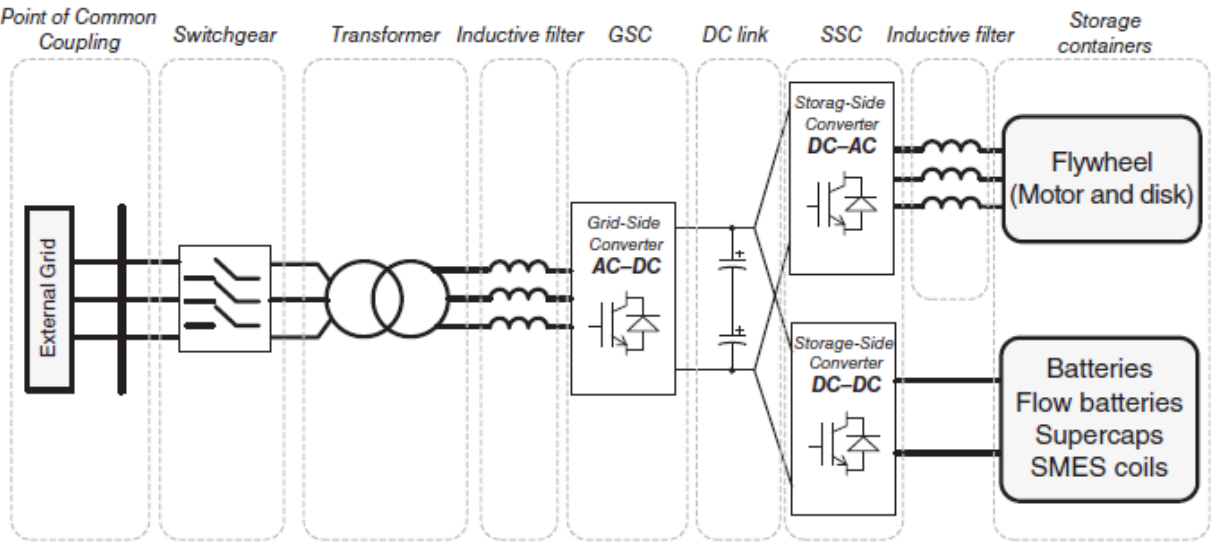 Point of Common
Coupling
Switchgear
Transformer
Inductive filter
GSC
DC link
SSC
Inductive filter
Storage
containers
External Grid
Grid-Side
Converter
AC–DC
+
+
Storag-Side
Converter
DC–AC
Storage-Side
Converter
DC–DC
Flywheel
(Motor and disk)
Batteries
Flow batteries
Supercaps
SMES coils